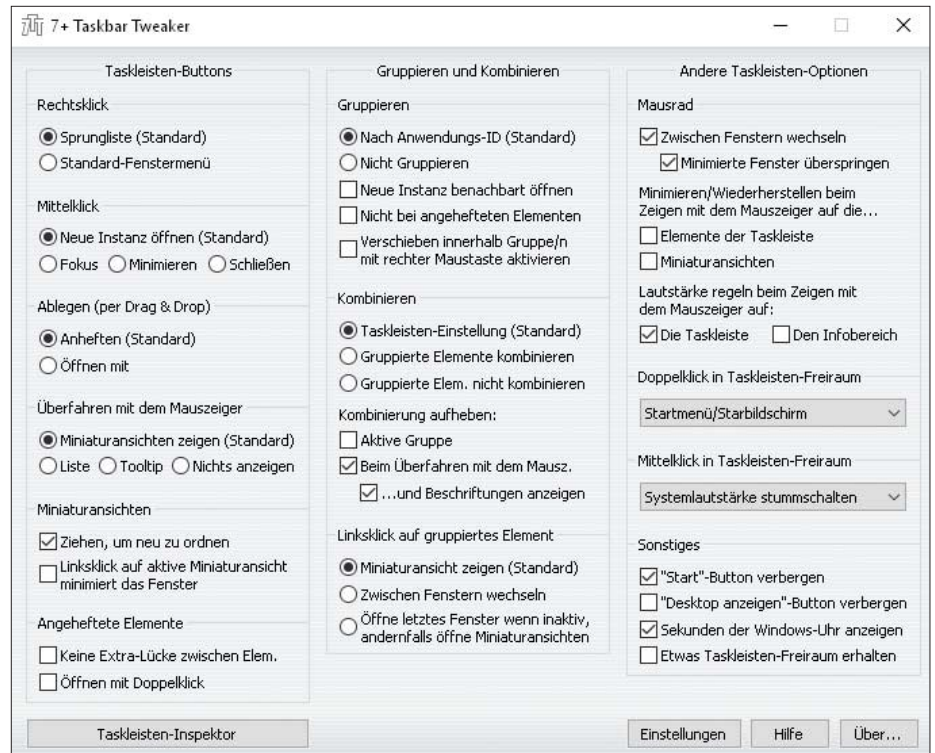 7+ Taskbar Tweaker
Taskleisten-Buttons
Rechtsklick
Sprungliste (Standard)
Standard-Fenstermenü
Mittelklick
Neue Instanz öffnen (Standard)
Fokus Minimieren Schließen
Ablegen (per Drag & Drop)
Anheften (Standard)
Öffnen mit
Überfahren mit dem Mauszeiger
Miniaturansichten zeigen (Standard)
Liste Tooltip Nichts anzeigen
Miniaturansichten
Ziehen, um neu zu ordnen
Linksklick auf aktive Miniaturansicht
minimiert das Fenster
Angeheftete Elemente
Keine Extra-Lücke zwischen Elem.
Öffnen mit Doppelklick
Gruppieren und Kombinieren
Gruppieren
Nach Anwendungs-ID (Standard)
Nicht Gruppieren
Neue Instanz benachbart öffnen
Nicht bei angehefteten Elementen
Verschieben innerhalb Gruppe/n
mit rechter Maustaste aktivieren
Kombinieren
Taskleisten-Einstellung (Standard)
Gruppierte Elemente kombinieren
Gruppierte Elem. nicht kombinieren
Kombinierung aufheben:
Aktive Gruppe
Beim Überfahren mit dem Mausz.
...und Beschriftungen anzeigen
Linksklick auf gruppiertes Element
Miniaturansicht zeigen (Standard)
Zwischen Fenstern wechseln
Öffne letztes Fenster wenn inaktiv,
andernfalls öffne Miniaturansichten
Andere Taskleisten-Optionen
Mausrad
Zwischen Fenstern wechseln
Minimierte Fenster überspringen
Minimieren/Wiederherstellen beim
Zeigen mit dem Mauszeiger auf die...
Elemente der Taskleiste
Miniaturansichten
Lautstärke regeln beim Zeigen mit
dem Mauszeiger auf:
Die Taskleiste Den Infobereich
Doppelklick in Taskleisten-Freiraum
Startmenü/Starbildschirm
Mittelklick in Taskleisten-Freiraum
Systemlautstärke stummschalten
Sonstiges
"Start"-Button verbergen
"Desktop anzeigen"-Button verbergen
Sekunden der Windows-Uhr anzeigen
Etwas Taskleisten-Freiraum erhalten
Taskleisten-Inspektor
Einstellungen Hilfe Über...